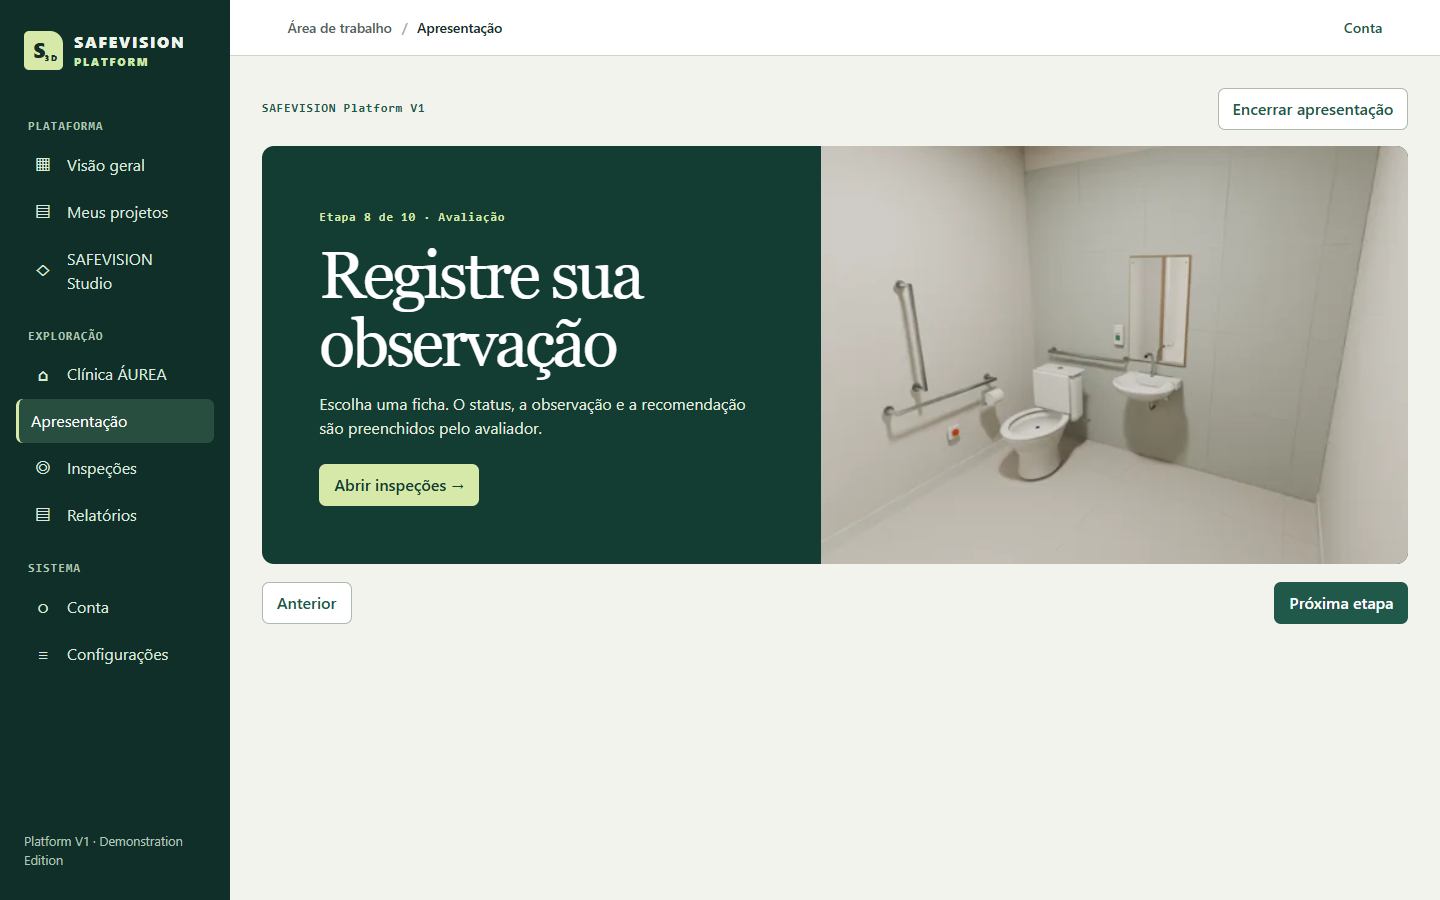 S3D
SAFEVISION
PLATFORM
PLATAFORMA
Visão geral
Meus projetos
SAFEVISION
Studio
EXPLORAÇÃO
Clínica ÁUREA
Apresentação
Inspeções
Relatórios
SISTEMA
Conta
Configurações
Platform V1 · Demonstration
Edition
Área de trabalho / Apresentação
Conta
SAFEVISION Platform V1
Encerrar apresentação
Etapa 8 de 10 · Avaliação
Registre sua
observação
Escolha uma ficha. O status, a observação e a recomendação
são preenchidos pelo avaliador.
Abrir inspeções →
Anterior
Próxima etapa